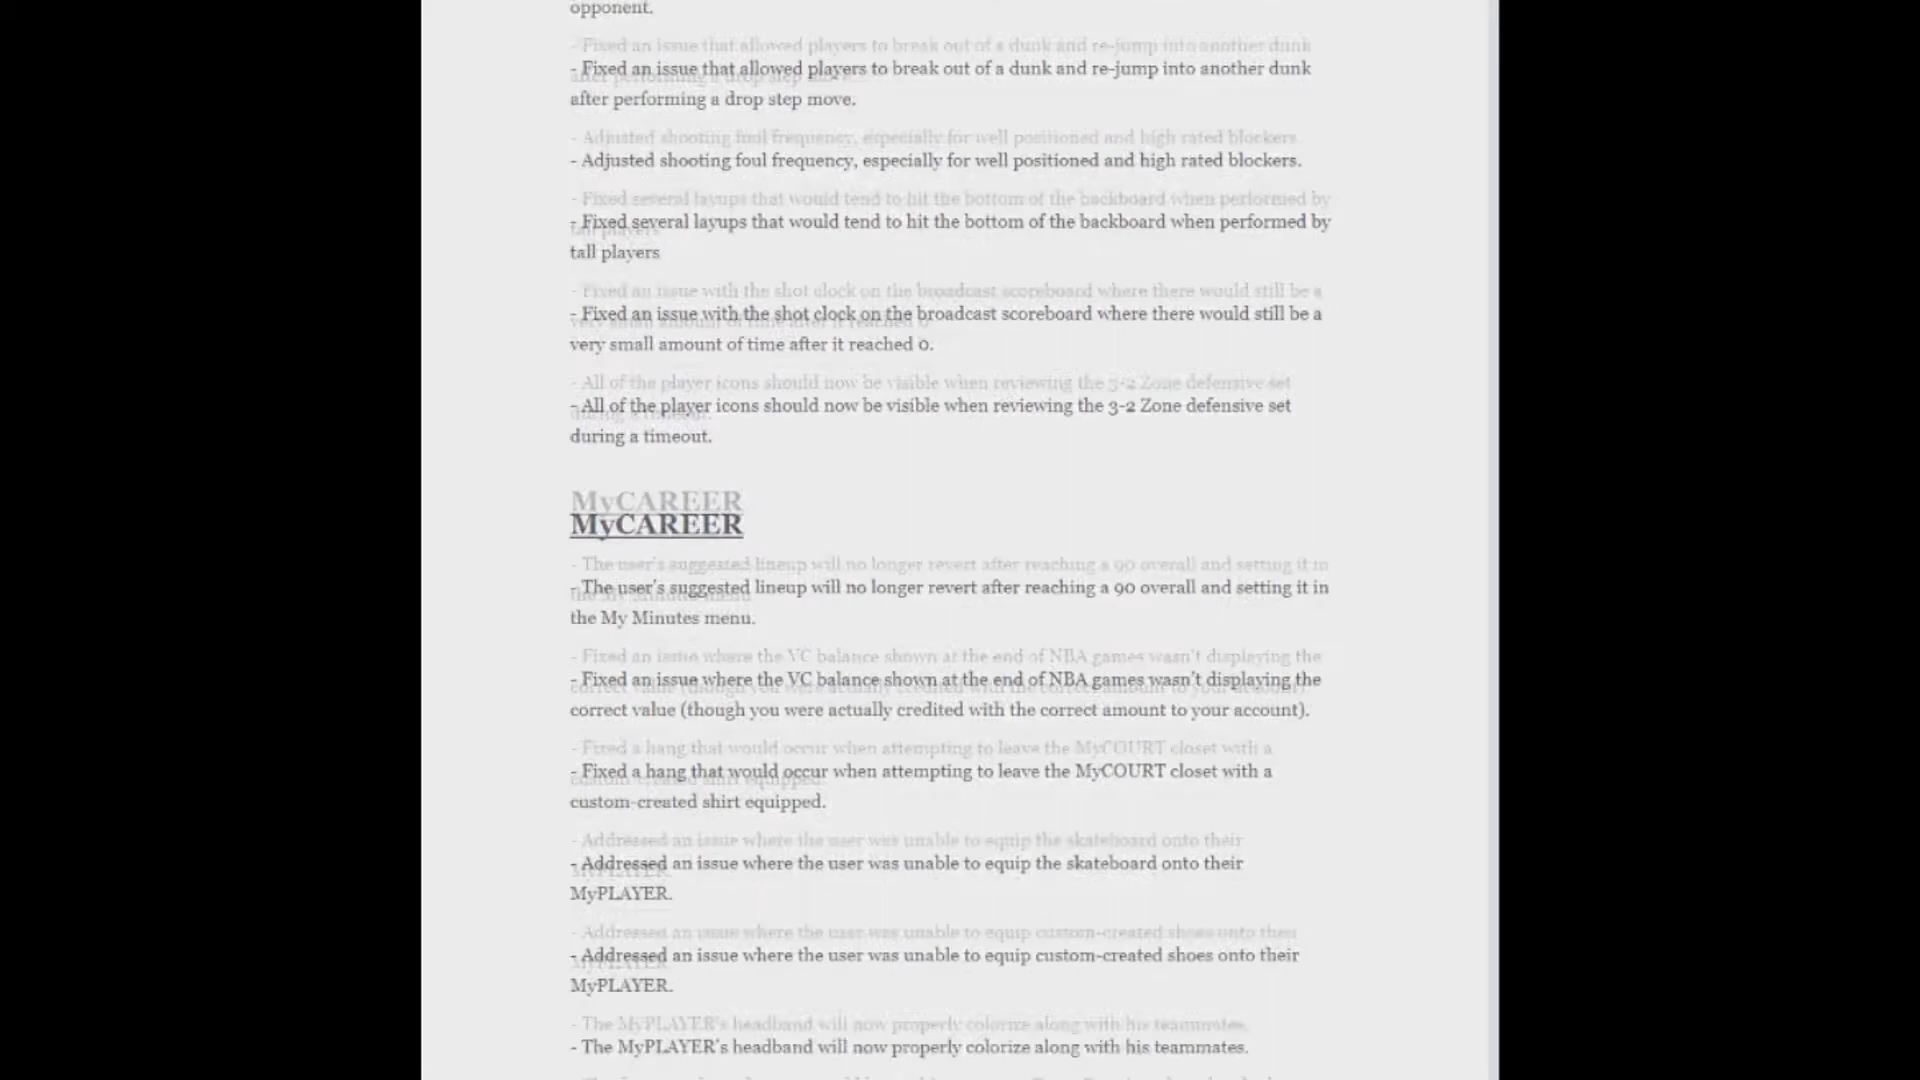 opponent.
- Fixed an issue that allowed players to break out of a dunk and re-jump into another dunk
after performing a drop step move.
- Adjusted shooting foul frequency, especially for well positioned and high rated blockers.
- Fixed several layups that would tend to hit the bottom of the backboard when performed by
tall players
- Fixed an issue with the shot clock on the broadcast scoreboard where there would still be a
very small amount of time after it reached 0.
- All of the player icons should now be visible when reviewing the 3-2 Zone defensive set
during a timeout.
MyCAREER
- The user's suggested lineup will no longer revert after reaching a 90 overall and setting it in
the My Minutes menu.
- Fixed an issue where the VC balance shown at the end of NBA games wasn't displaying the
correct value (though you were actually credited with the correct amount to your account).
- Fixed a hang that would occur when attempting to leave the MyCOURT closet with a
custom-created shirt equipped.
- Addressed an issue where the user was unable to equip the skateboard onto their
MyPLAYER.
- Addressed an issue where the user was unable to equip custom-created shoes onto their
MyPLAYER.
- The MyPLAYER's headband will now properly colorize along with his teammates.